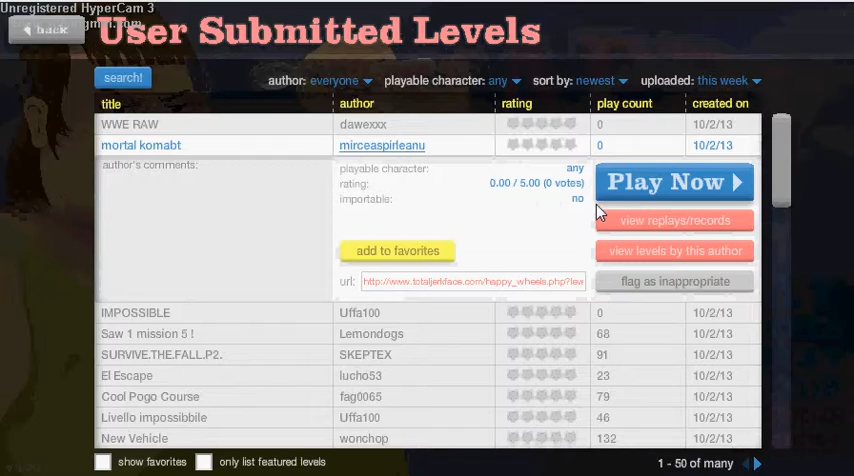 Unregistered HyperCam 3
back
User Submitted Levels
search!
author: everyone playable character: any sort by: newest uploaded: this week
title author rating play count created on
WWE RAW dawexxx 0 10/2/13
mortal komabt mirceaspirleanu 0 10/2/13
author's comments:
playable character: any
rating: 0.00 / 5.00 (0 votes)
importable: no
Play Now
view replays/records
add to favorites
view levels by this author
url: http://www.totaljerkface.com/happy_wheels.php?leve
flag as inappropriate
IMPOSSIBLE Uffa100 0 10/2/13
Saw 1 mission 5 ! Lemondogs 68 10/2/13
SURVIVE.THE.FALL.P2. SKEPTEX 91 10/2/13
El Escape lucho53 23 10/2/13
Cool Pogo Course fag0065 79 10/2/13
Livello impossibbile Uffa100 46 10/2/13
New Vehicle wonchop 132 10/2/13
show favorites only list featured levels 1 - 50 of many